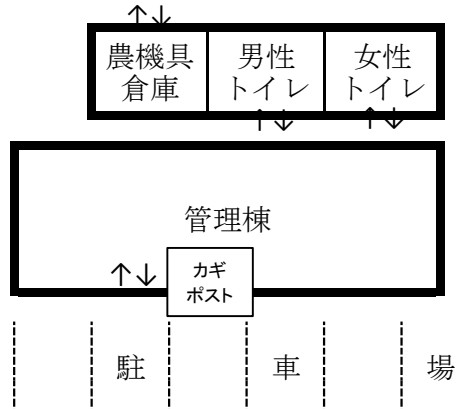 ↑↓
農機具 男性 女性
倉庫 トイレ トイレ
↑↓ ↑↓
管理棟
↑↓ カギ
ポスト
駐 車 場